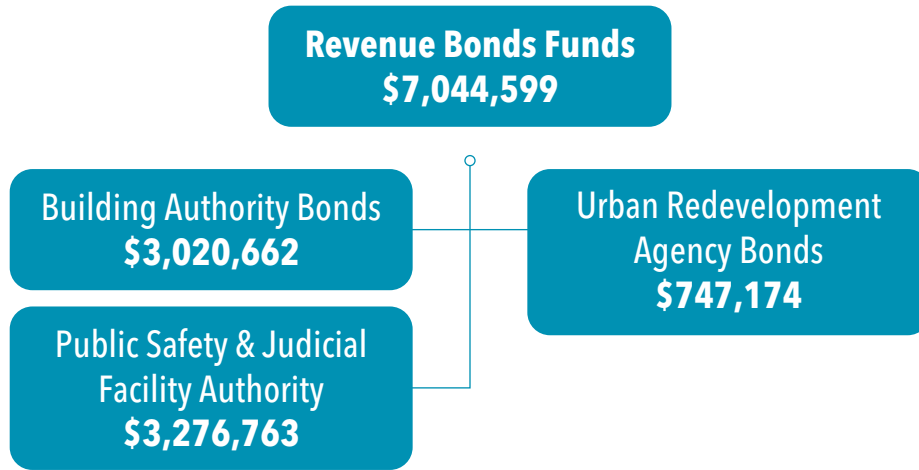 Revenue Bonds Funds
$7,044,599
Building Authority Bonds
$3,020,662
Urban Redevelopment
Agency Bonds
$747,174
Public Safety & Judicial
Facility Authority
$3,276,763